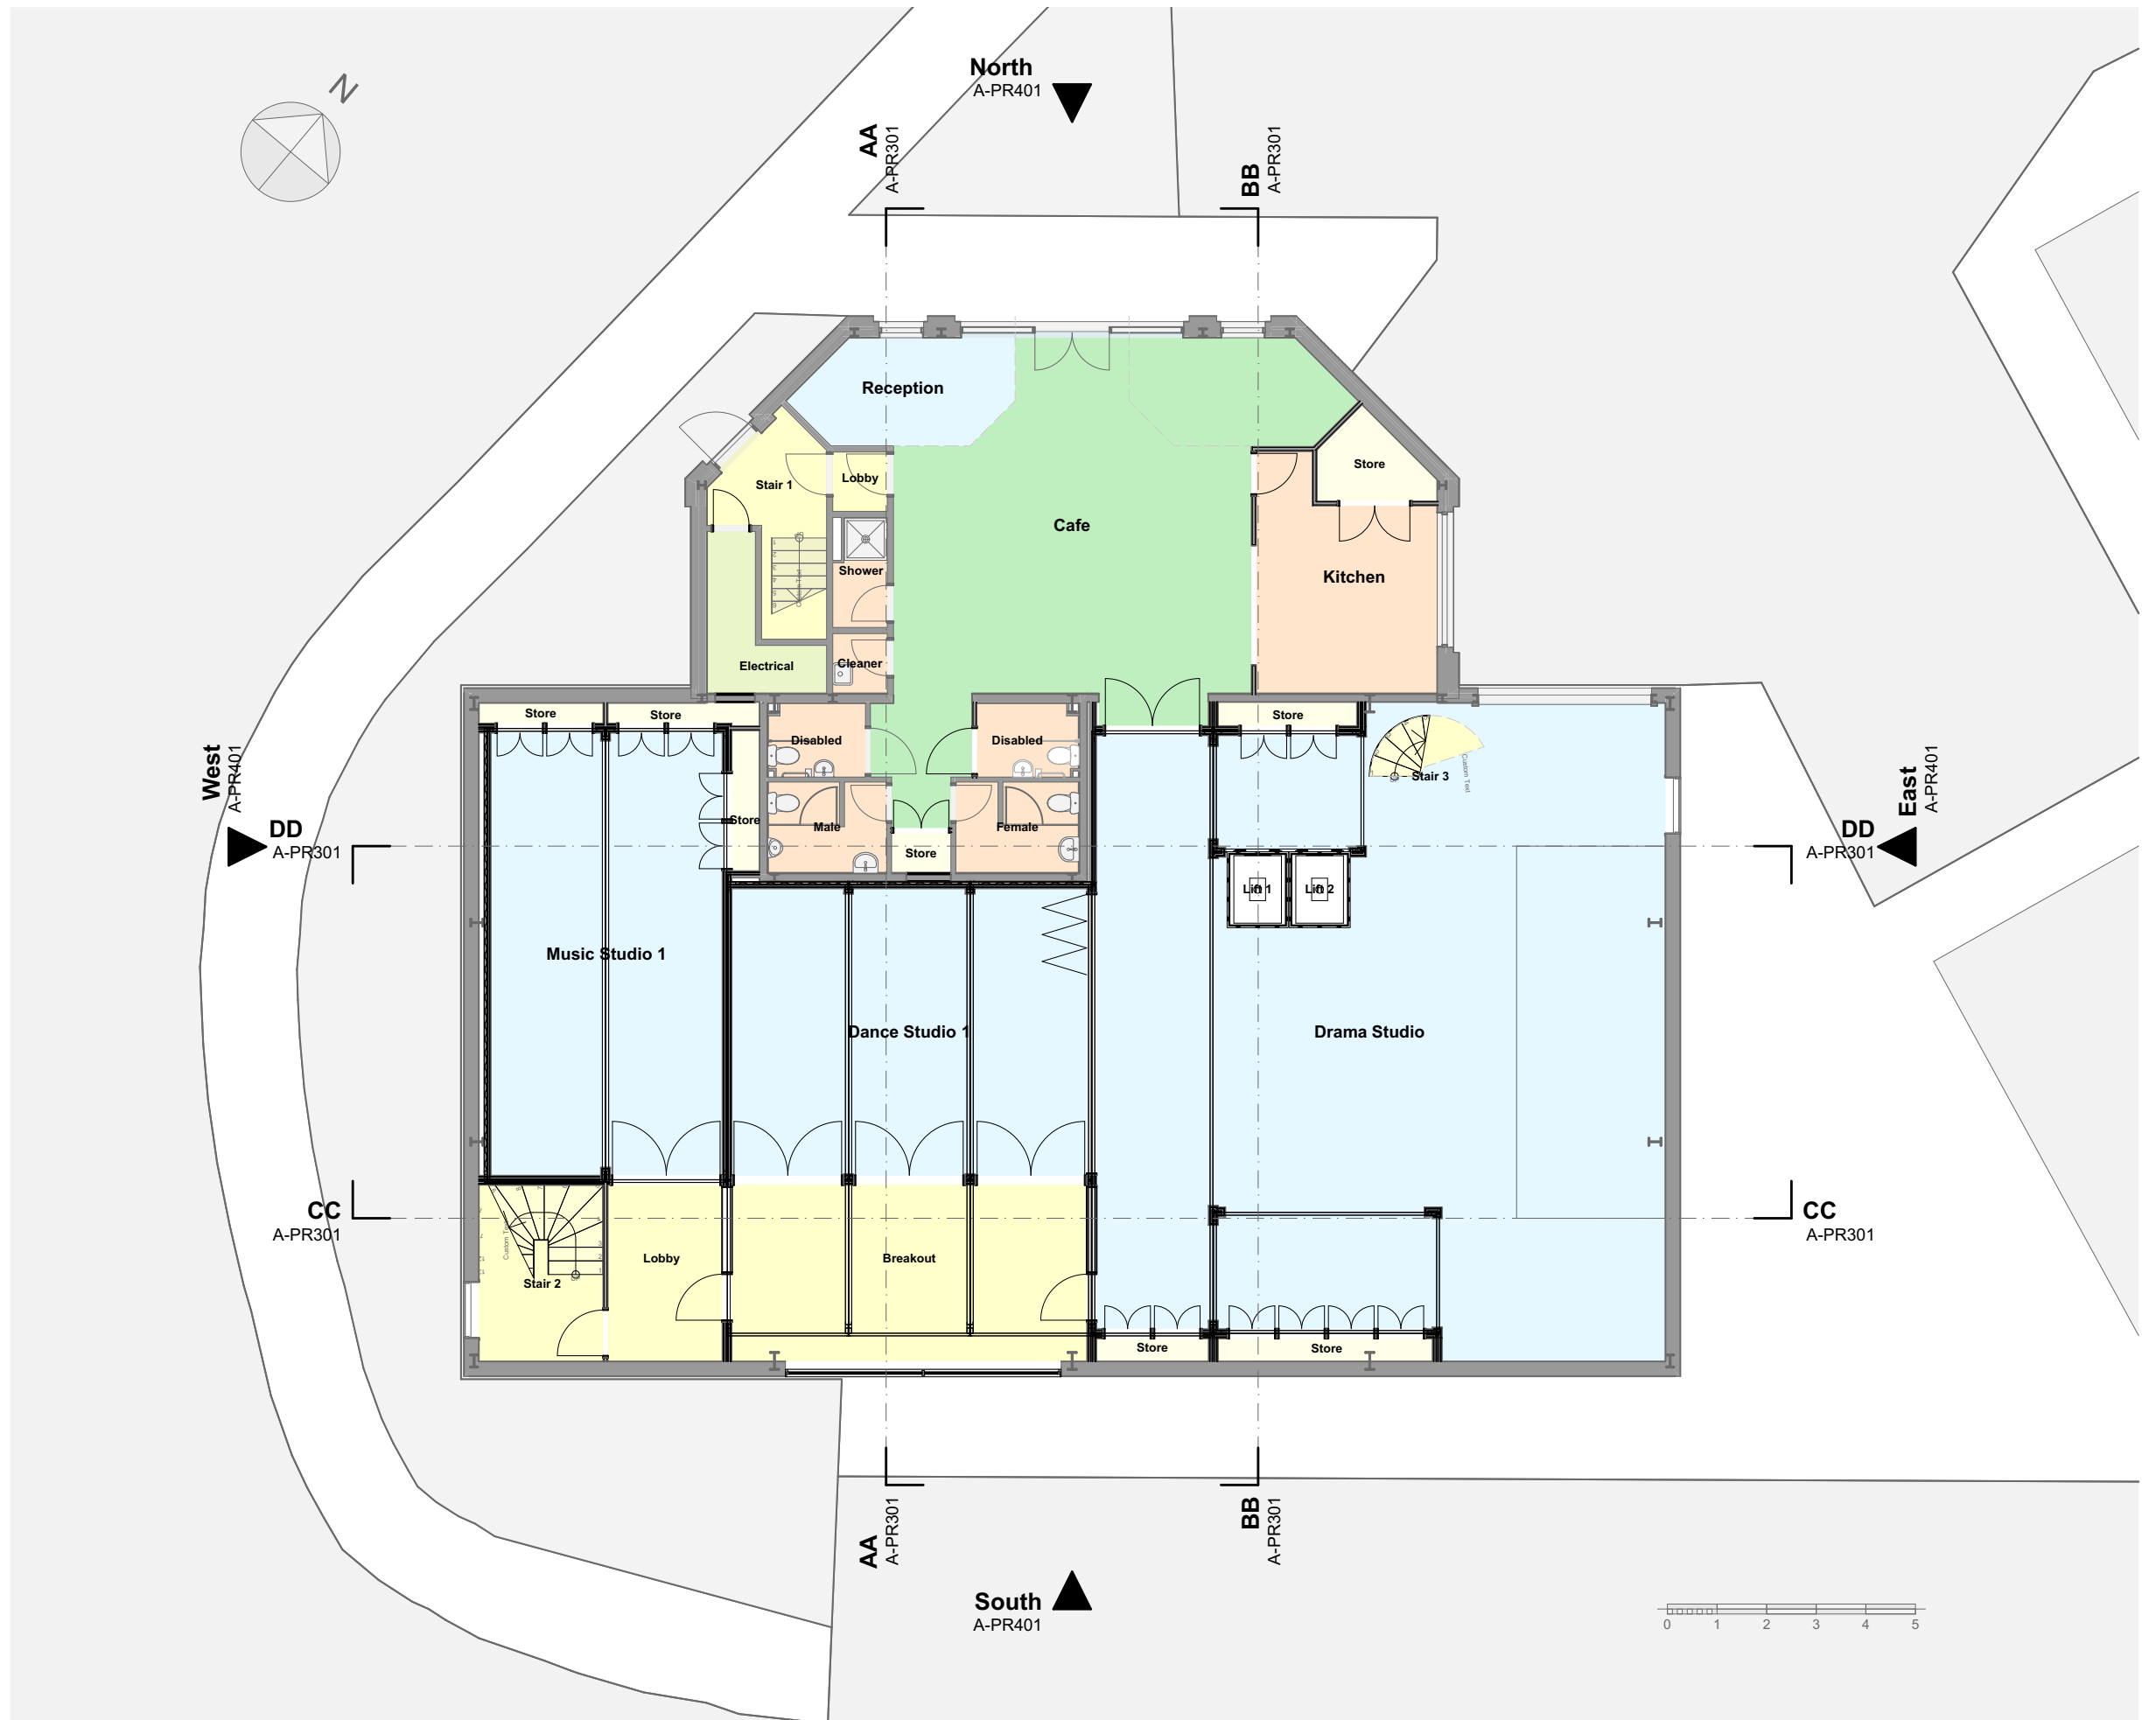 N
North
A-PR401
AA
A-PR301
BB
A-PR301
Reception
Store
Stair 1
Lobby
Cafe
Shower
Kitchen
Electrical
Cleaner
Store
Store
Store
Disabled
Disabled
Stair 3
Custom Text
West
A-PR401
East
A-PR401
Store
Male
Female
Store
DD
A-PR301
DD
A-PR301
Lift 1
Lift 2
Music Studio 1
Dance Studio 1
Drama Studio
CC
A-PR301
CC
A-PR301
Lobby
Breakout
Stair 2
Store
Store
AA
A-PR301
BB
A-PR301
South
A-PR401
0 1 2 3 4 5